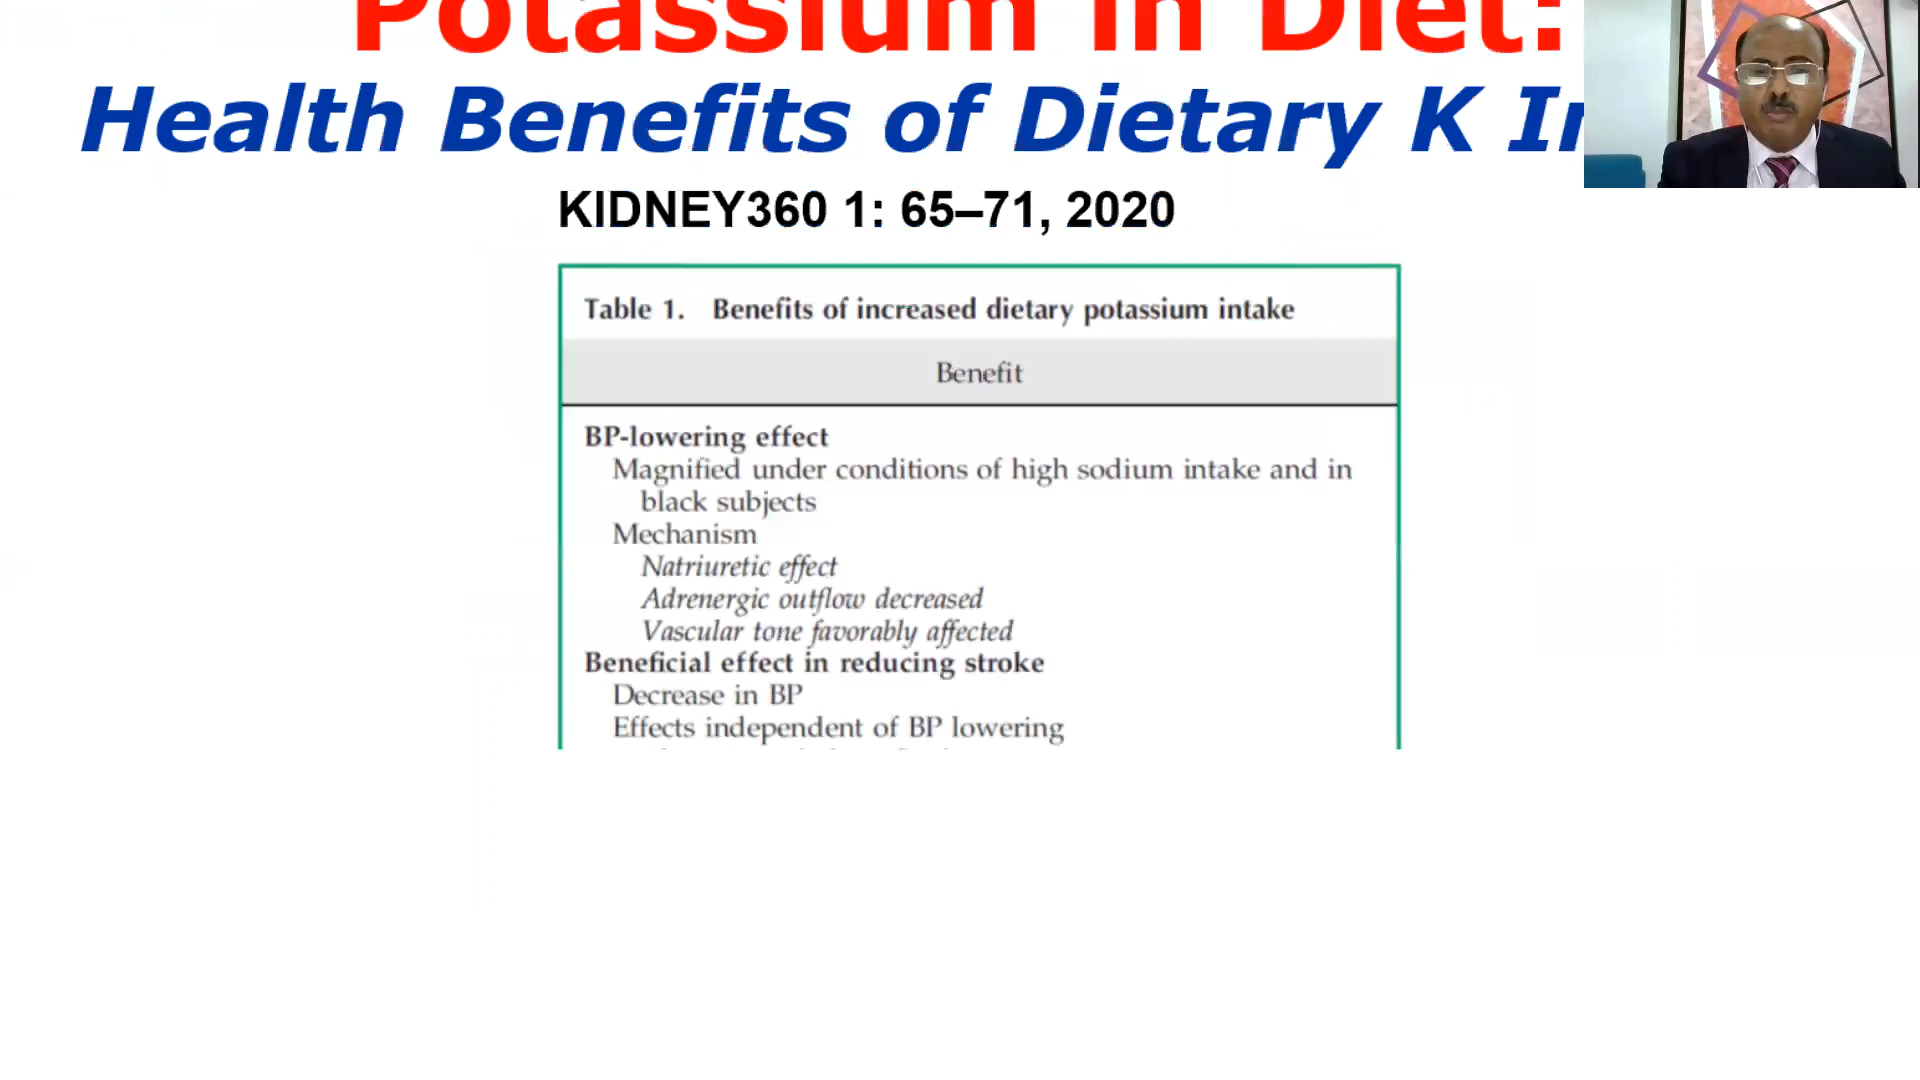 Potassium in Diet:
Health Benefits of Dietary K
KIDNEY360 1: 65–71, 2020
Table 1. Benefits of increased dietary potassium intake
Benefit
BP-lowering effect
Magnified under conditions of high sodium intake and in
black subjects
Mechanism
Natriuretic effect
Adrenergic outflow decreased
Vascular tone favorably affected
Beneficial effect in reducing stroke
Decrease in BP
Effects independent of BP lowering